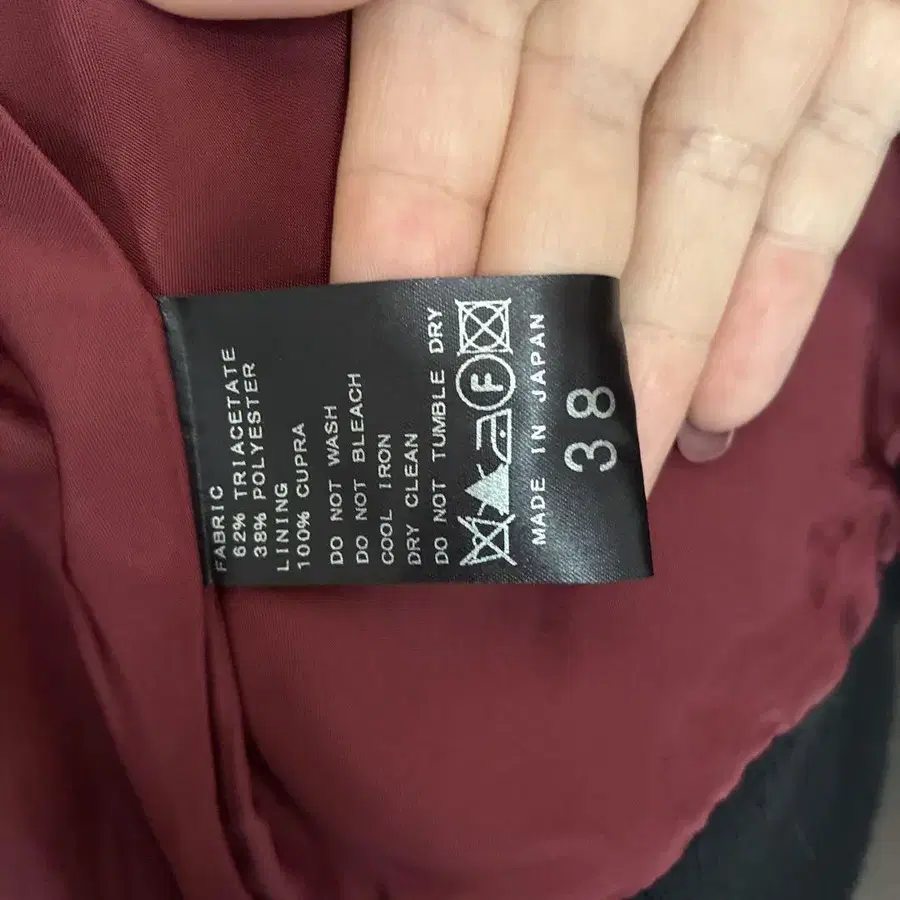 FABRIC
62% TRIACETATE
38% POLYESTER
LINING
100% CUPRA
DO NOT WASH
DO NOT BLEACH
COOL IRON
DRY CLEAN
DO NOT TUMBLE DRY
F
MADE IN JAPAN
38